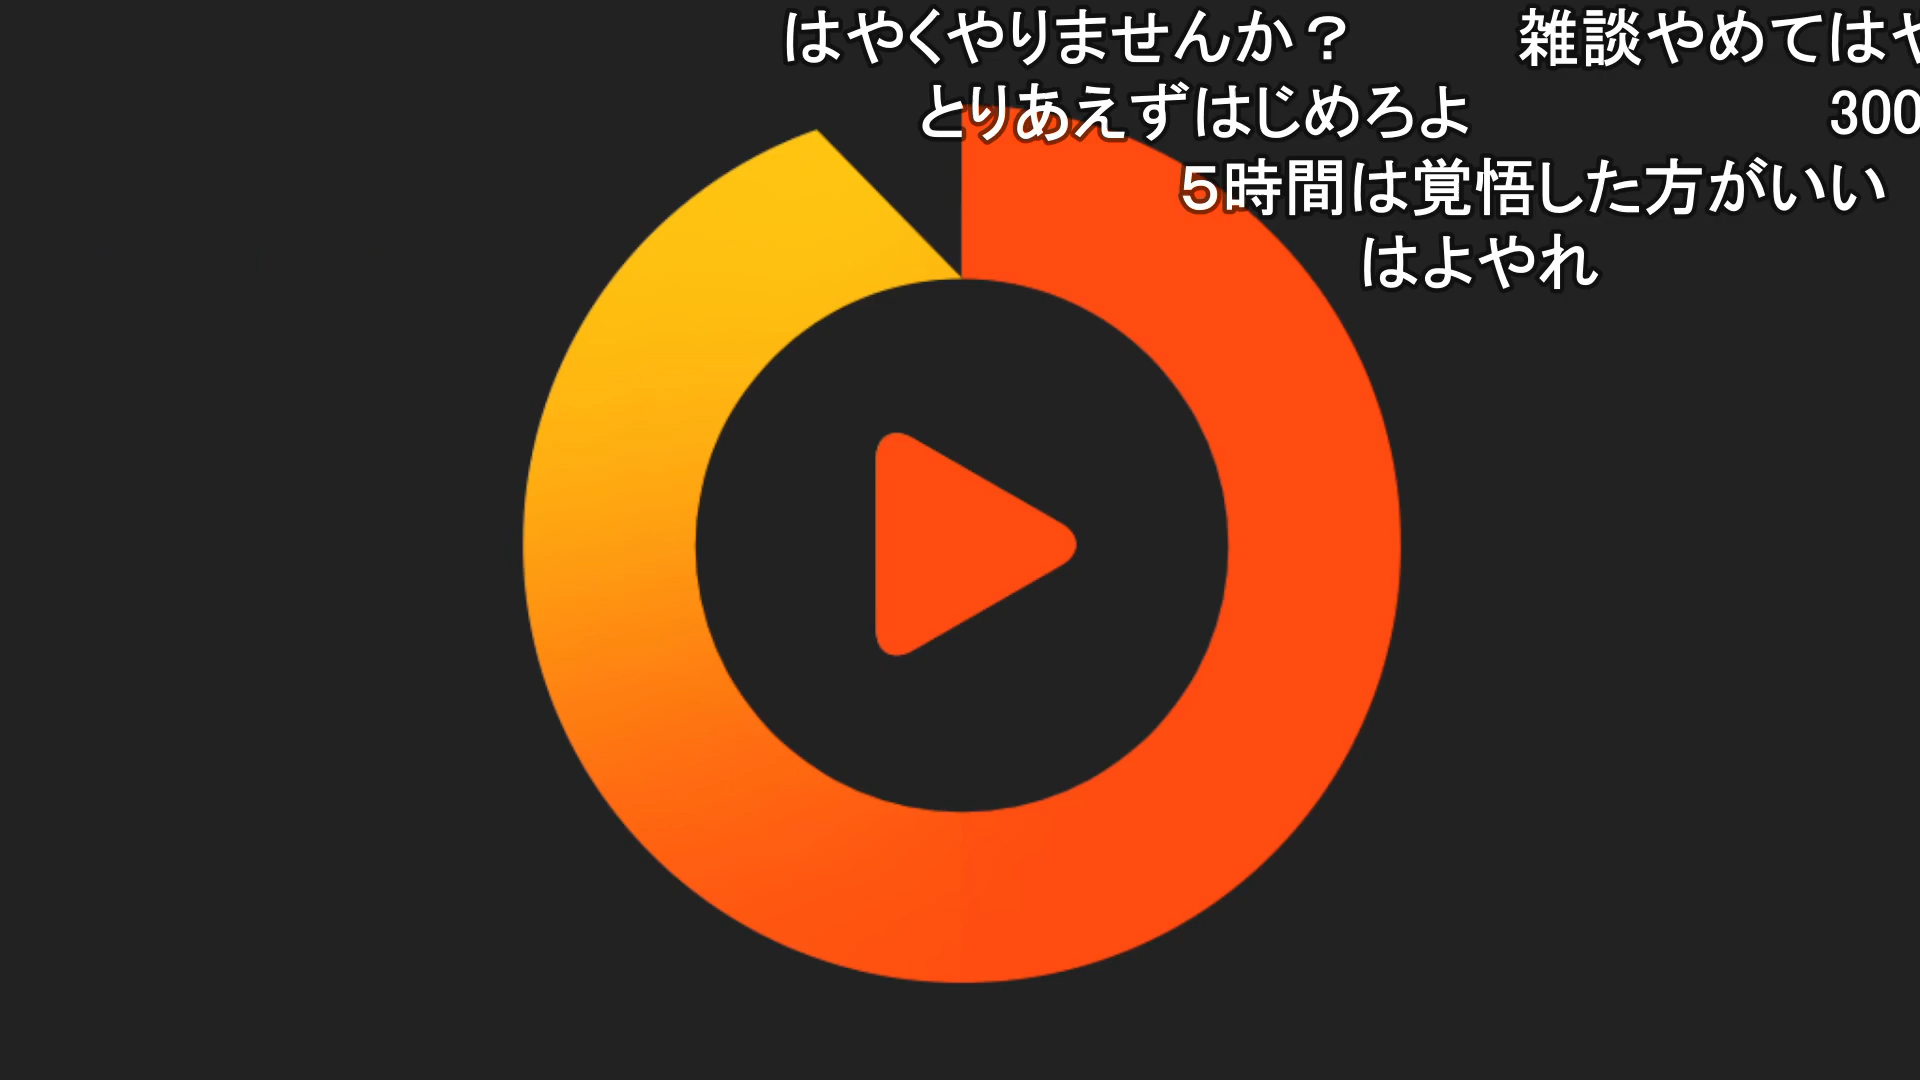 はやくやりませんか？
雑談やめてはや
とりあえずはじめろよ
300
５時間は覚悟した方がいい
はよやれ